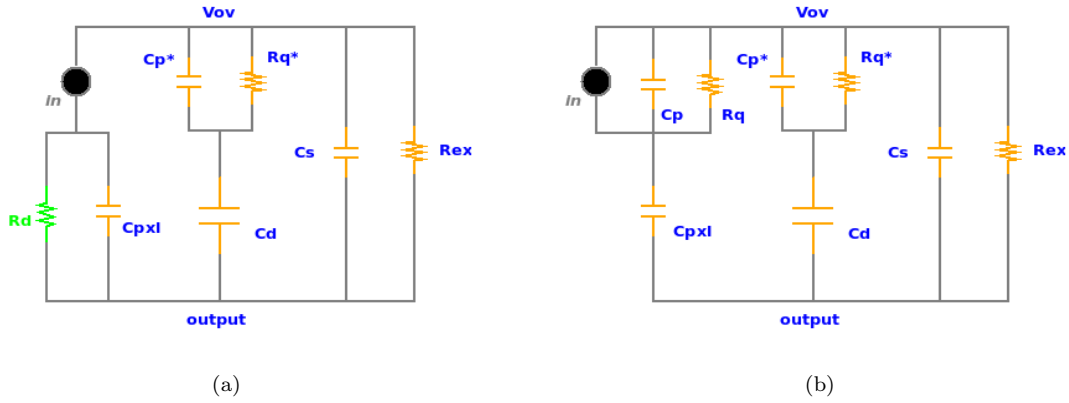 Vov
Cp*
Rq*
In
Cs
Rex
Rd
Cpxl
Cd
output
(a)
Vov
Cp*
Rq*
In
Cp
Rq
Cs
Rex
Cpxl
Cd
output
(b)